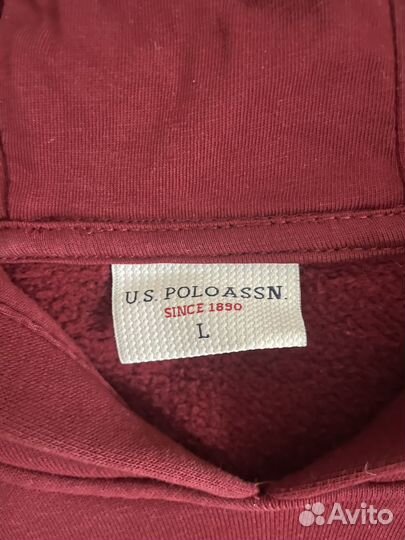 U.S. POLO ASSN.
SINCE 1890
L
Avito